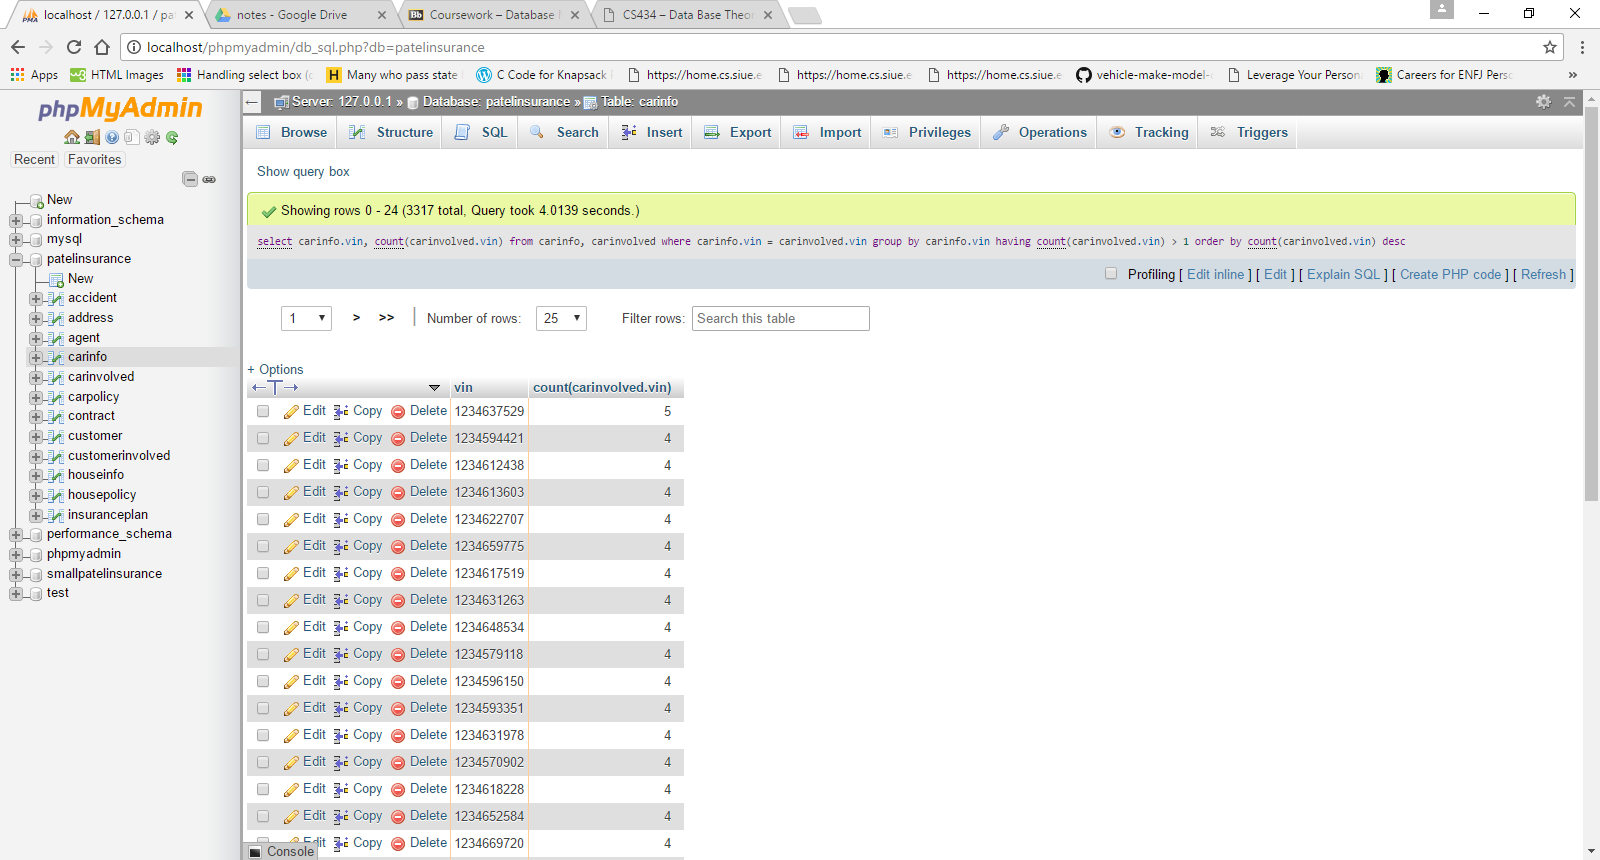 localhost / 127.0.0.1 / pat
notes - Google Drive
Coursework – Database
CS434 – Data Base Theor
localhost/phpmyadmin/db_sql.php?db=patelinsurance
Apps
HTML Images
Handling select box (c
Many who pass state
C Code for Knapsack
https://home.cs.siue.e
https://home.cs.siue.e
https://home.cs.siue.e
vehicle-make-model-
Leverage Your Person
Careers for ENFJ Pers
»
phpMyAdmin
Recent
Favorites
New
information_schema
mysql
patelinsurance
New
accident
address
agent
carinfo
carinvolved
carpolicy
contract
customer
customerinvolved
houseinfo
housepolicy
insuranceplan
performance_schema
phpmyadmin
smallpatelinsurance
test
Server: 127.0.0.1 » Database: patelinsurance » Table: carinfo
Browse
Structure
SQL
Search
Insert
Export
Import
Privileges
Operations
Tracking
Triggers
Show query box
Showing rows 0 - 24 (3317 total, Query took 4.0139 seconds.)
select carinfo.vin, count(carinvolved.vin) from carinfo, carinvolved where carinfo.vin = carinvolved.vin group by carinfo.vin having count(carinvolved.vin) > 1 order by count(carinvolved.vin) desc
Profiling [ Edit inline ] [ Edit ] [ Explain SQL ] [ Create PHP code ] [ Refresh ]
1 > >> | Number of rows: 25 Filter rows: Search this table
+ Options
vin count(carinvolved.vin)
Edit Copy Delete 1234637529 5
Edit Copy Delete 1234594421 4
Edit Copy Delete 1234612438 4
Edit Copy Delete 1234613603 4
Edit Copy Delete 1234622707 4
Edit Copy Delete 1234659775 4
Edit Copy Delete 1234617519 4
Edit Copy Delete 1234631263 4
Edit Copy Delete 1234648534 4
Edit Copy Delete 1234579118 4
Edit Copy Delete 1234596150 4
Edit Copy Delete 1234593351 4
Edit Copy Delete 1234631978 4
Edit Copy Delete 1234570902 4
Edit Copy Delete 1234618228 4
Edit Copy Delete 1234652584 4
Edit Copy Delete 1234669720 4
Console